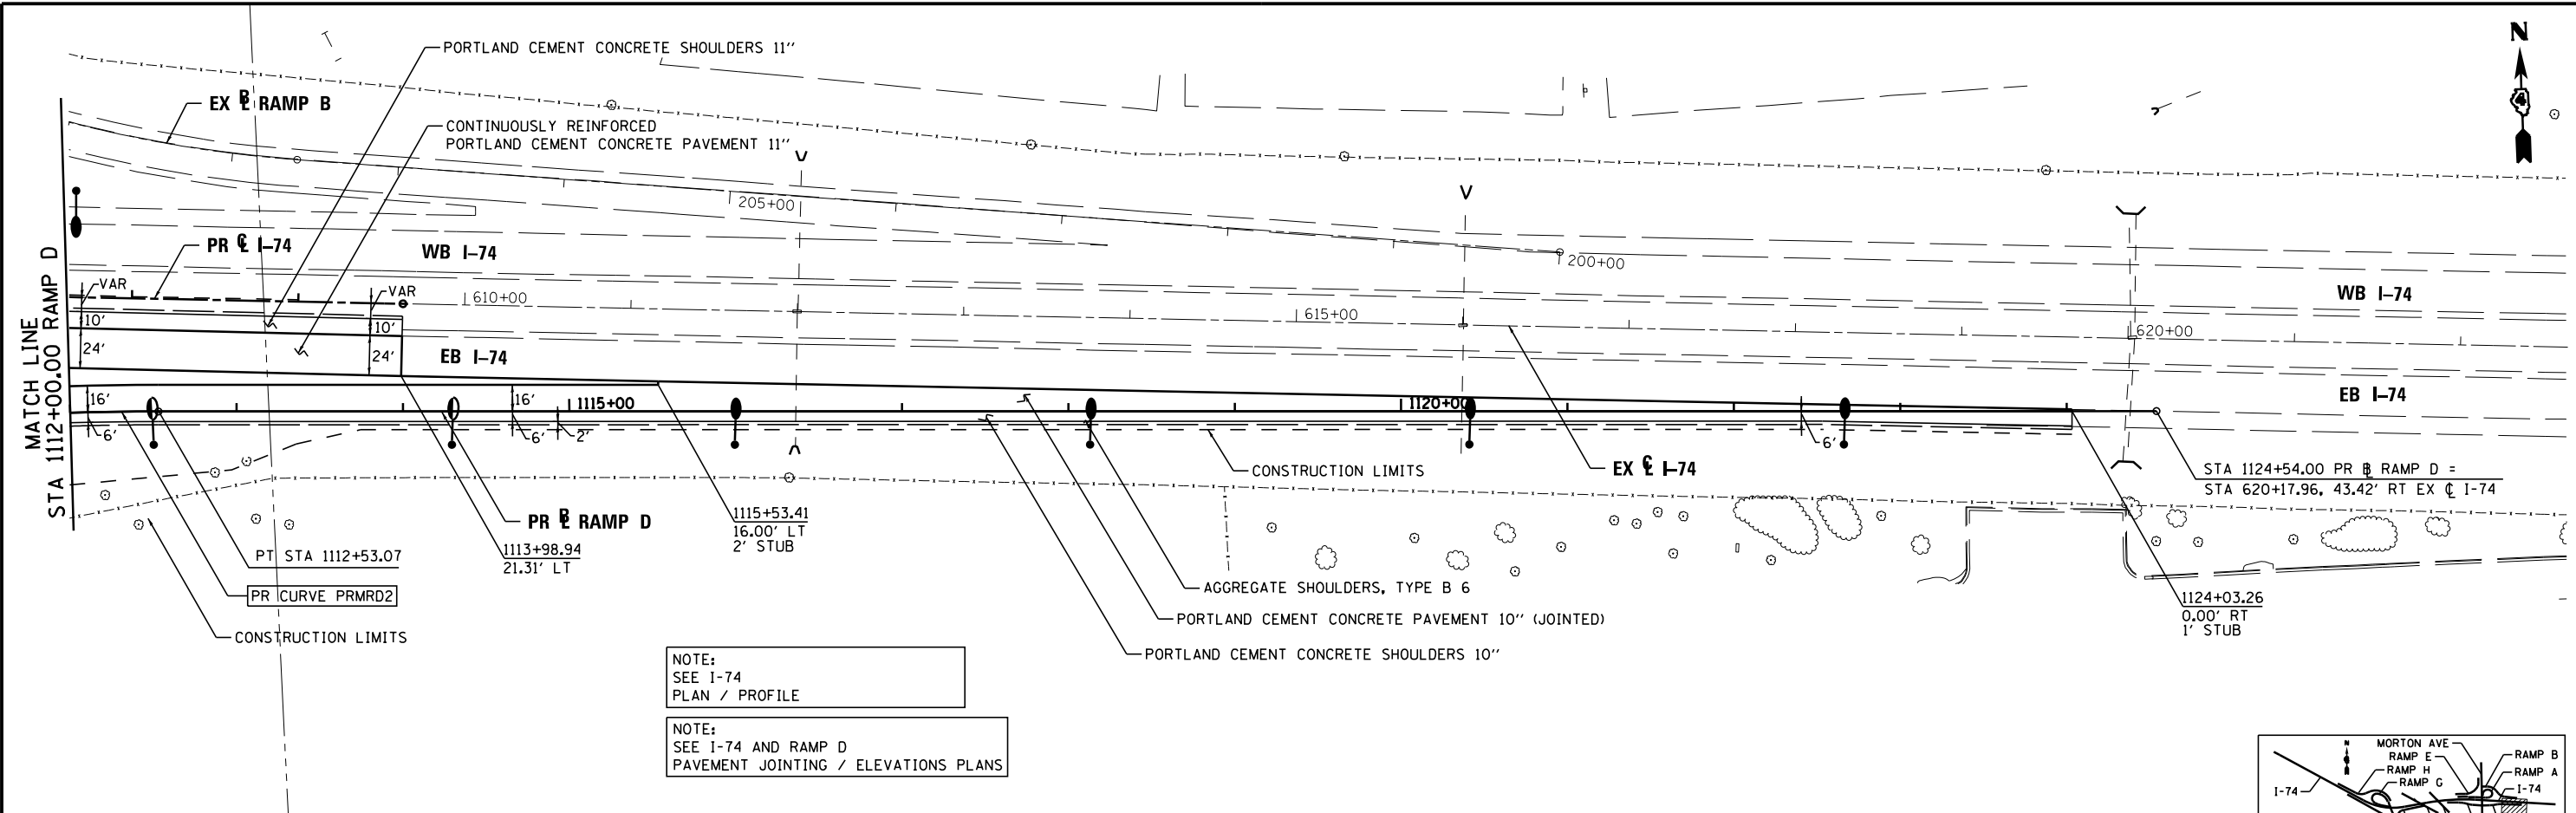 PORTLAND CEMENT CONCRETE SHOULDERS 11''
EX ℄ RAMP B
CONTINUOUSLY REINFORCED
PORTLAND CEMENT CONCRETE PAVEMENT 11''
N
4
205+00
200+00
PR ℄ I-74
WB I-74
WB I-74
VAR
VAR
610+00
615+00
620+00
10'
10'
24'
24'
EB I-74
EB I-74
MATCH LINE
STA 1112+00.00 RAMP D
16'
16'
1115+00
1120+00
6'
6'
2'
6'
CONSTRUCTION LIMITS
EX ℄ I-74
STA 1124+54.00 PR ℄ RAMP D =
STA 620+17.96, 43.42' RT EX ℄ I-74
PR ℄ RAMP D
1115+53.41
16.00' LT
2' STUB
PT STA 1112+53.07
1113+98.94
21.31' LT
PR CURVE PRMRD2
CONSTRUCTION LIMITS
AGGREGATE SHOULDERS, TYPE B 6
PORTLAND CEMENT CONCRETE PAVEMENT 10'' (JOINTED)
PORTLAND CEMENT CONCRETE SHOULDERS 10''
1124+03.26
0.00' RT
1' STUB
NOTE:
SEE I-74
PLAN / PROFILE
NOTE:
SEE I-74 AND RAMP D
PAVEMENT JOINTING / ELEVATIONS PLANS
N
MORTON AVE
RAMP E
RAMP H
RAMP G
RAMP B
RAMP A
I-74
I-74